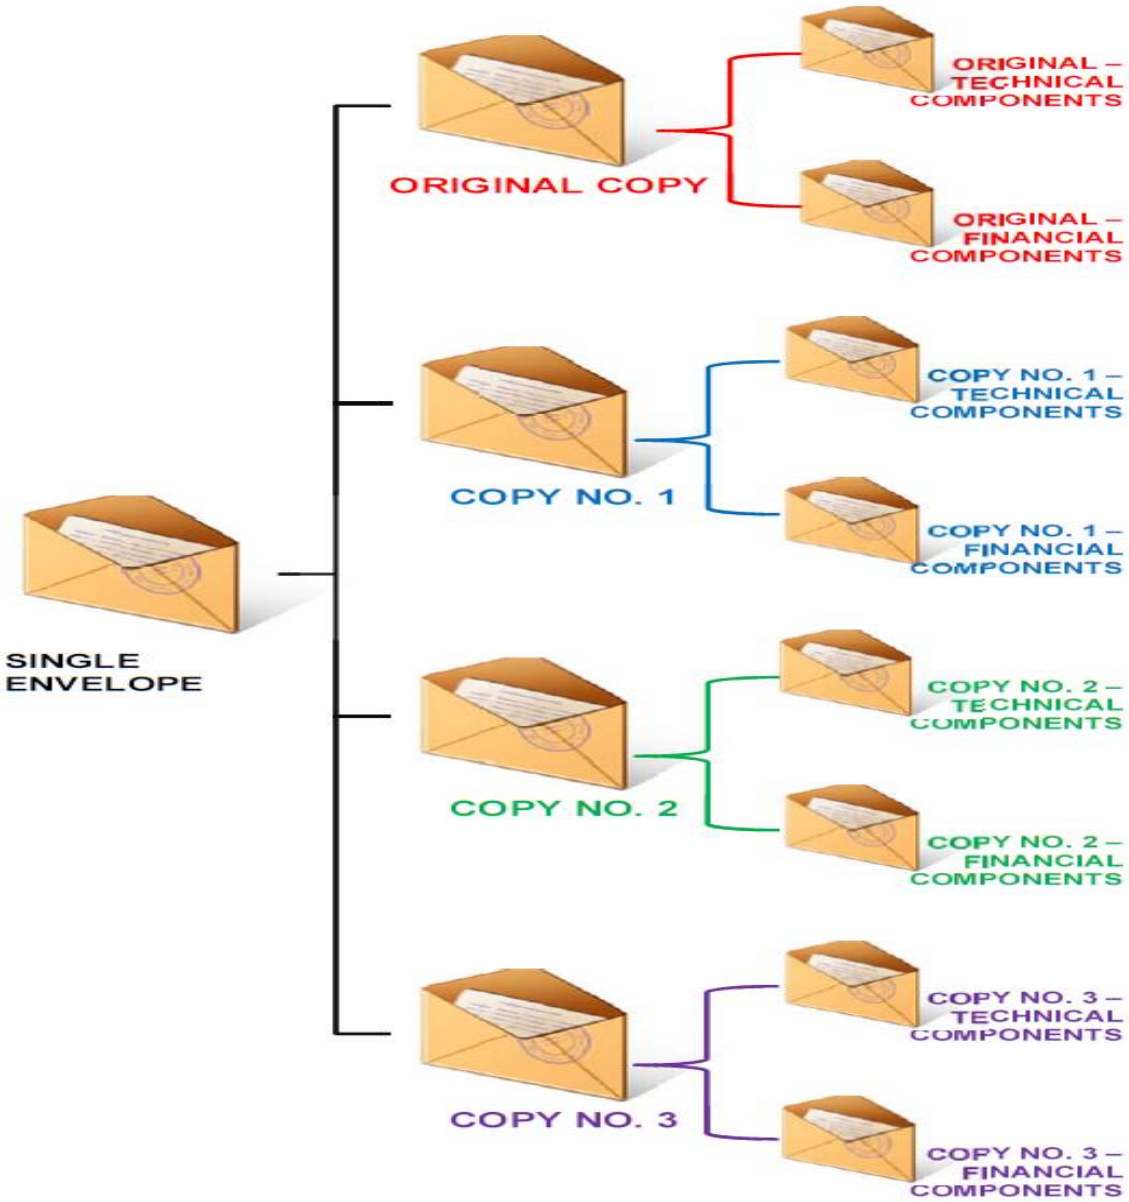 ORIGINAL –
TECHNICAL
COMPONENTS
ORIGINAL COPY
ORIGINAL –
FINANCIAL
COMPONENTS
COPY NO. 1 –
TECHNICAL
COMPONENTS
COPY NO. 1
COPY NO. 1 –
FINANCIAL
COMPONENTS
SINGLE
ENVELOPE
COPY NO. 2 –
TECHNICAL
COMPONENTS
COPY NO. 2
COPY NO. 2 –
FINANCIAL
COMPONENTS
COPY NO. 3 –
TECHNICAL
COMPONENTS
COPY NO. 3
COPY NO. 3 –
FINANCIAL
COMPONENTS